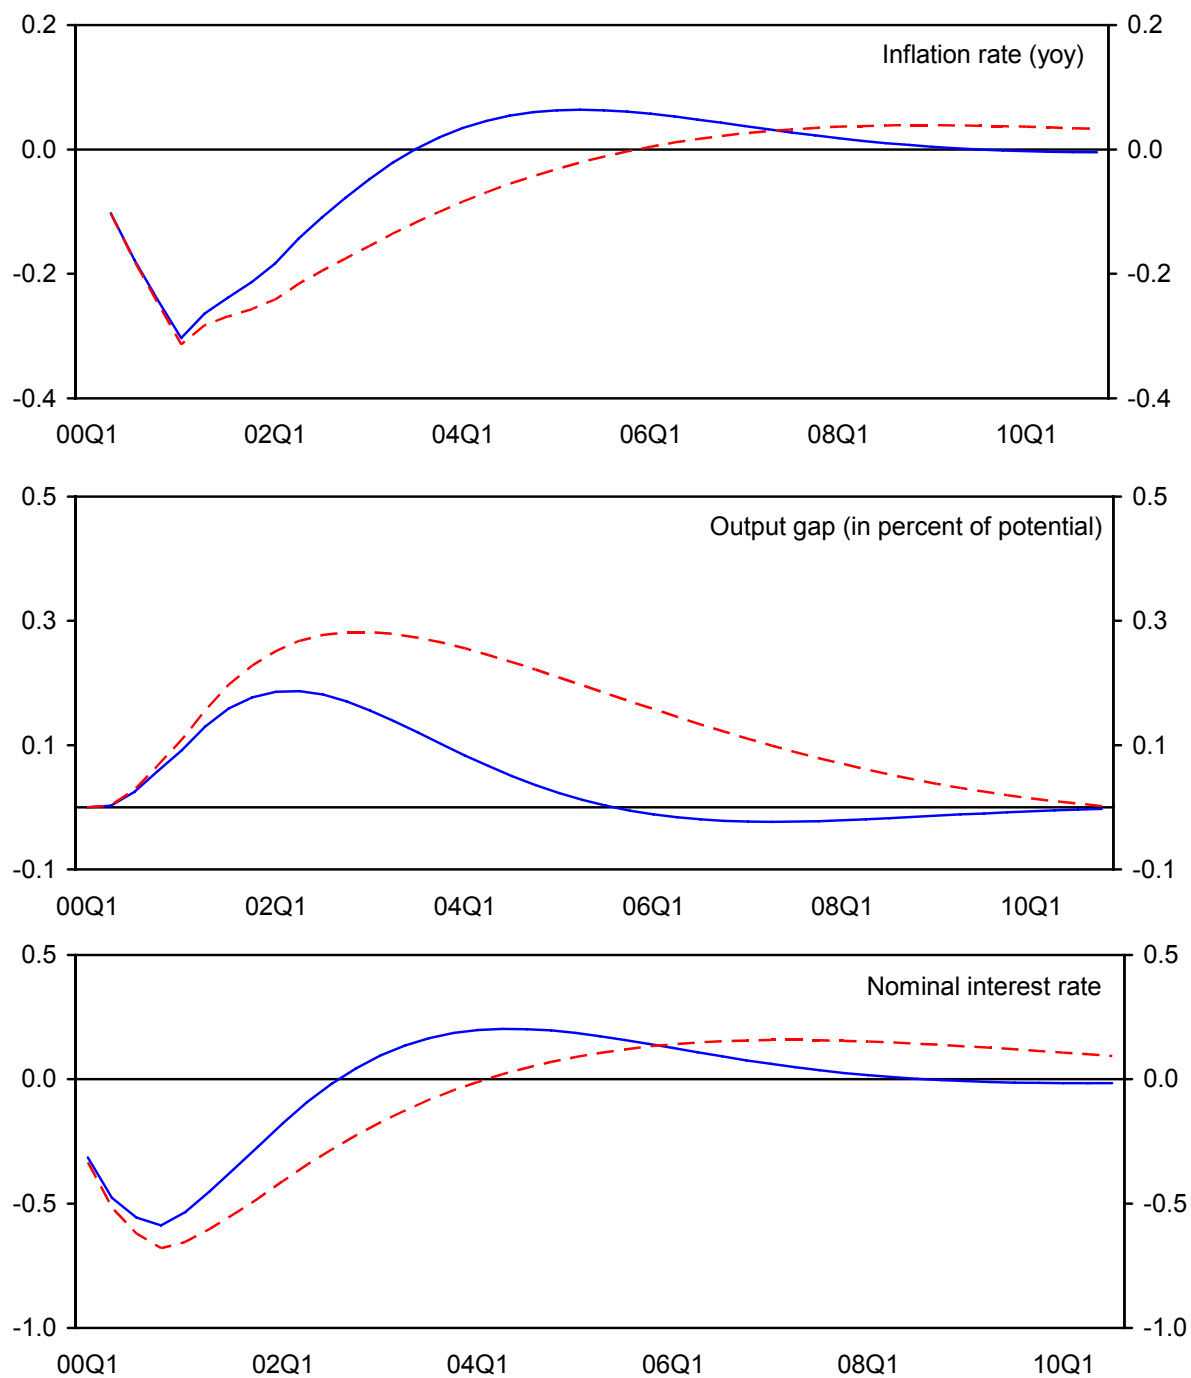 0.2 0.2
Inflation rate (yoy)
0.0 0.0
-0.2 -0.2
-0.4 -0.4
00Q1 02Q1 04Q1 06Q1 08Q1 10Q1
0.5 0.5
Output gap (in percent of potential)
0.3 0.3
0.1 0.1
-0.1 -0.1
00Q1 02Q1 04Q1 06Q1 08Q1 10Q1
0.5 0.5
Nominal interest rate
0.0 0.0
-0.5 -0.5
-1.0 -1.0
00Q1 02Q1 04Q1 06Q1 08Q1 10Q1